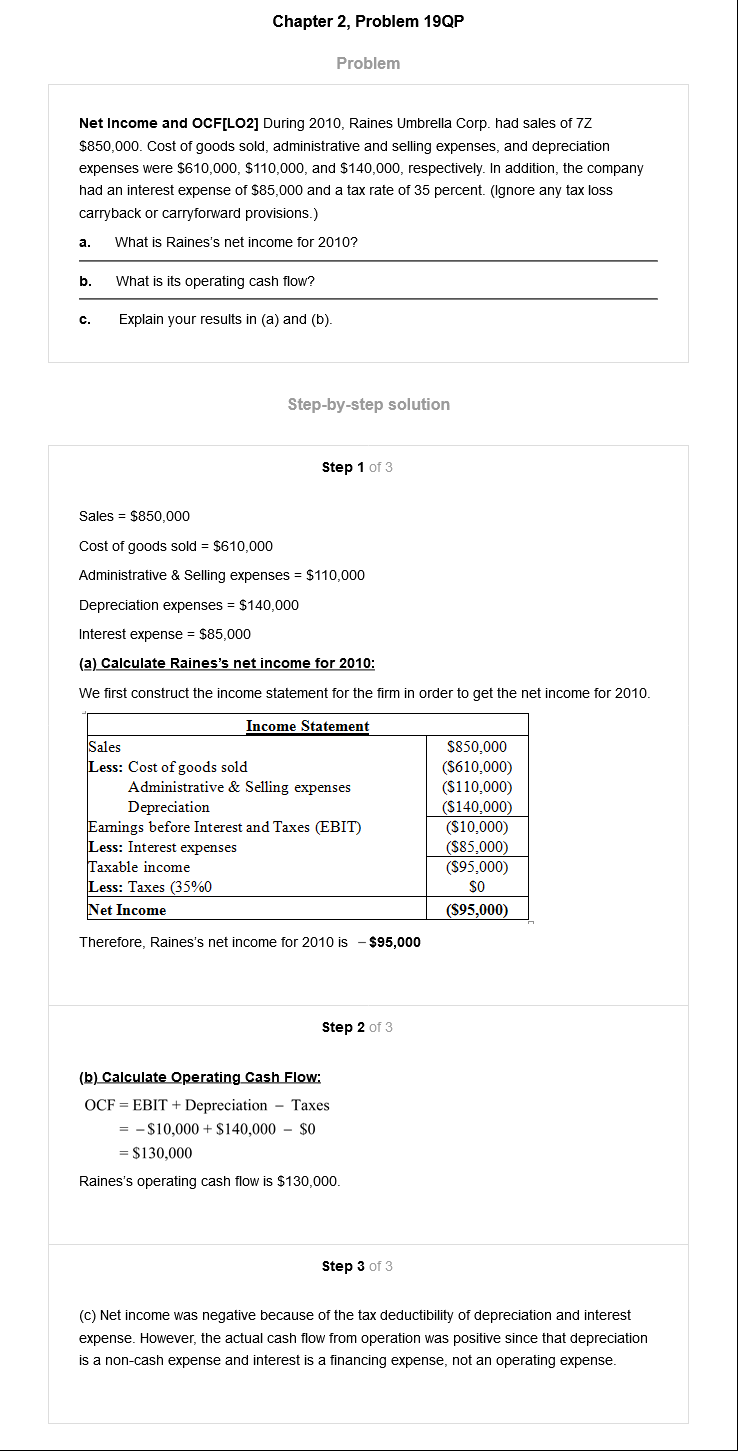 Chapter 2, Problem 19QP
Problem
Net Income and OCF[LO2] During 2010, Raines Umbrella Corp. had sales of 7Z
$850,000. Cost of goods sold, administrative and selling expenses, and depreciation
expenses were $610,000, $110,000, and $140,000, respectively. In addition, the company
had an interest expense of $85,000 and a tax rate of 35 percent. (Ignore any tax loss
carryback or carryforward provisions.)
a. What is Raines's net income for 2010?
b. What is its operating cash flow?
c. Explain your results in (a) and (b).
Step-by-step solution
Step 1 of 3
Sales = $850,000
Cost of goods sold = $610,000
Administrative & Selling expenses = $110,000
Depreciation expenses = $140,000
Interest expense = $85,000
(a) Calculate Raines's net income for 2010:
We first construct the income statement for the firm in order to get the net income for 2010.
Income Statement
Sales $850,000
Less: Cost of goods sold ($610,000)
Administrative & Selling expenses ($110,000)
Depreciation ($140,000)
Earnings before Interest and Taxes (EBIT) ($10,000)
Less: Interest expenses ($85,000)
Taxable income ($95,000)
Less: Taxes (35%0 $0
Net Income ($95,000)
Therefore, Raines's net income for 2010 is – $95,000
Step 2 of 3
(b) Calculate Operating Cash Flow:
OCF = EBIT + Depreciation − Taxes
= − $10,000 + $140,000 − $0
= $130,000
Raines's operating cash flow is $130,000.
Step 3 of 3
(c) Net income was negative because of the tax deductibility of depreciation and interest
expense. However, the actual cash flow from operation was positive since that depreciation
is a non-cash expense and interest is a financing expense, not an operating expense.